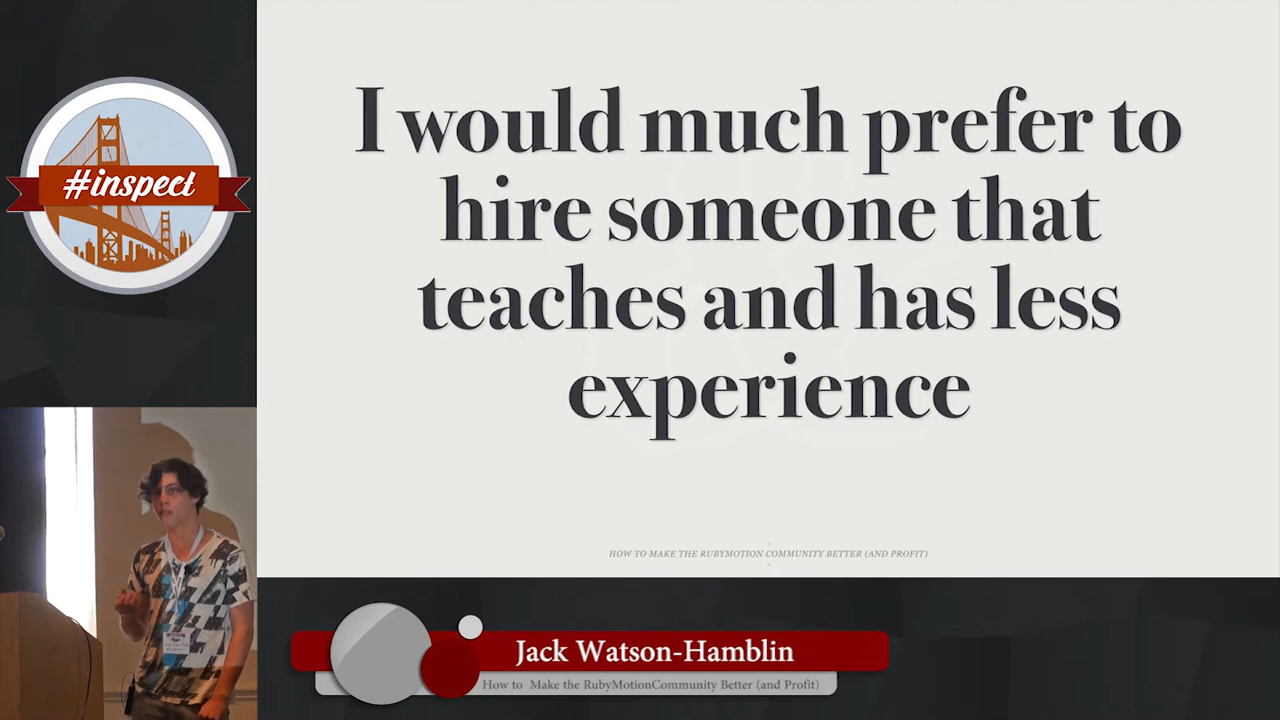 #inspect
I would much prefer to
hire someone that
teaches and has less
experience
HOW TO MAKE THE RUBYMOTION COMMUNITY BETTER (AND PROFIT)
Jack Watson-Hamblin
How to Make the RubyMotionCommunity Better (and Profit)